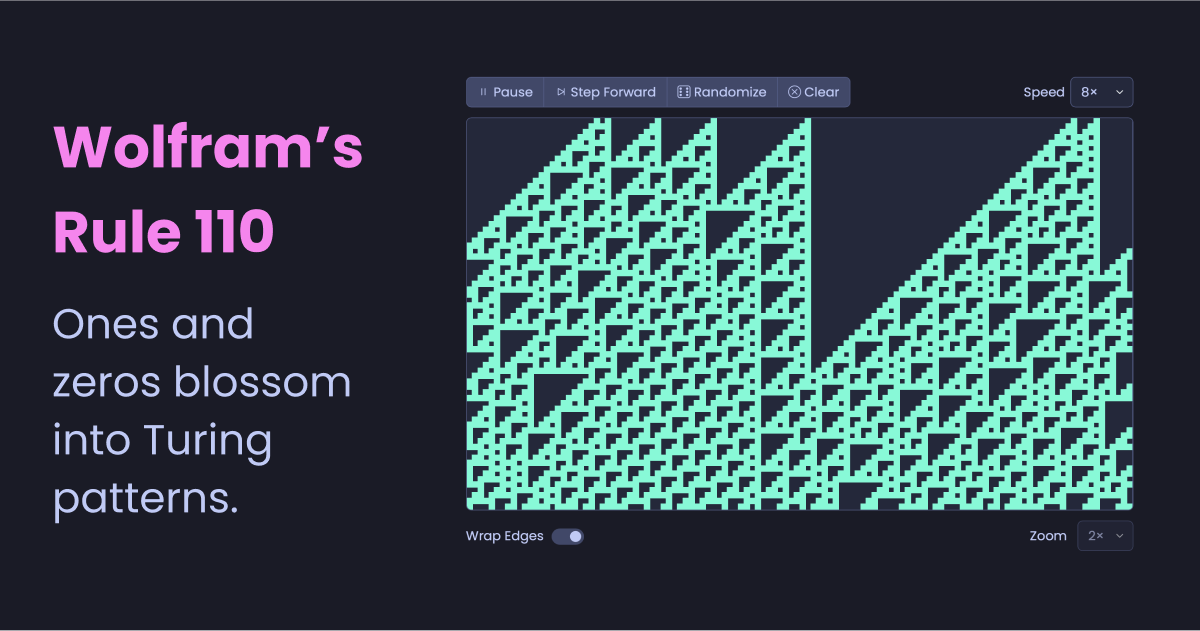 Wolfram’s
Rule 110
Ones and
zeros blossom
into Turing
patterns.
Pause Step Forward Randomize Clear
Speed 8×
Wrap Edges
Zoom 2×